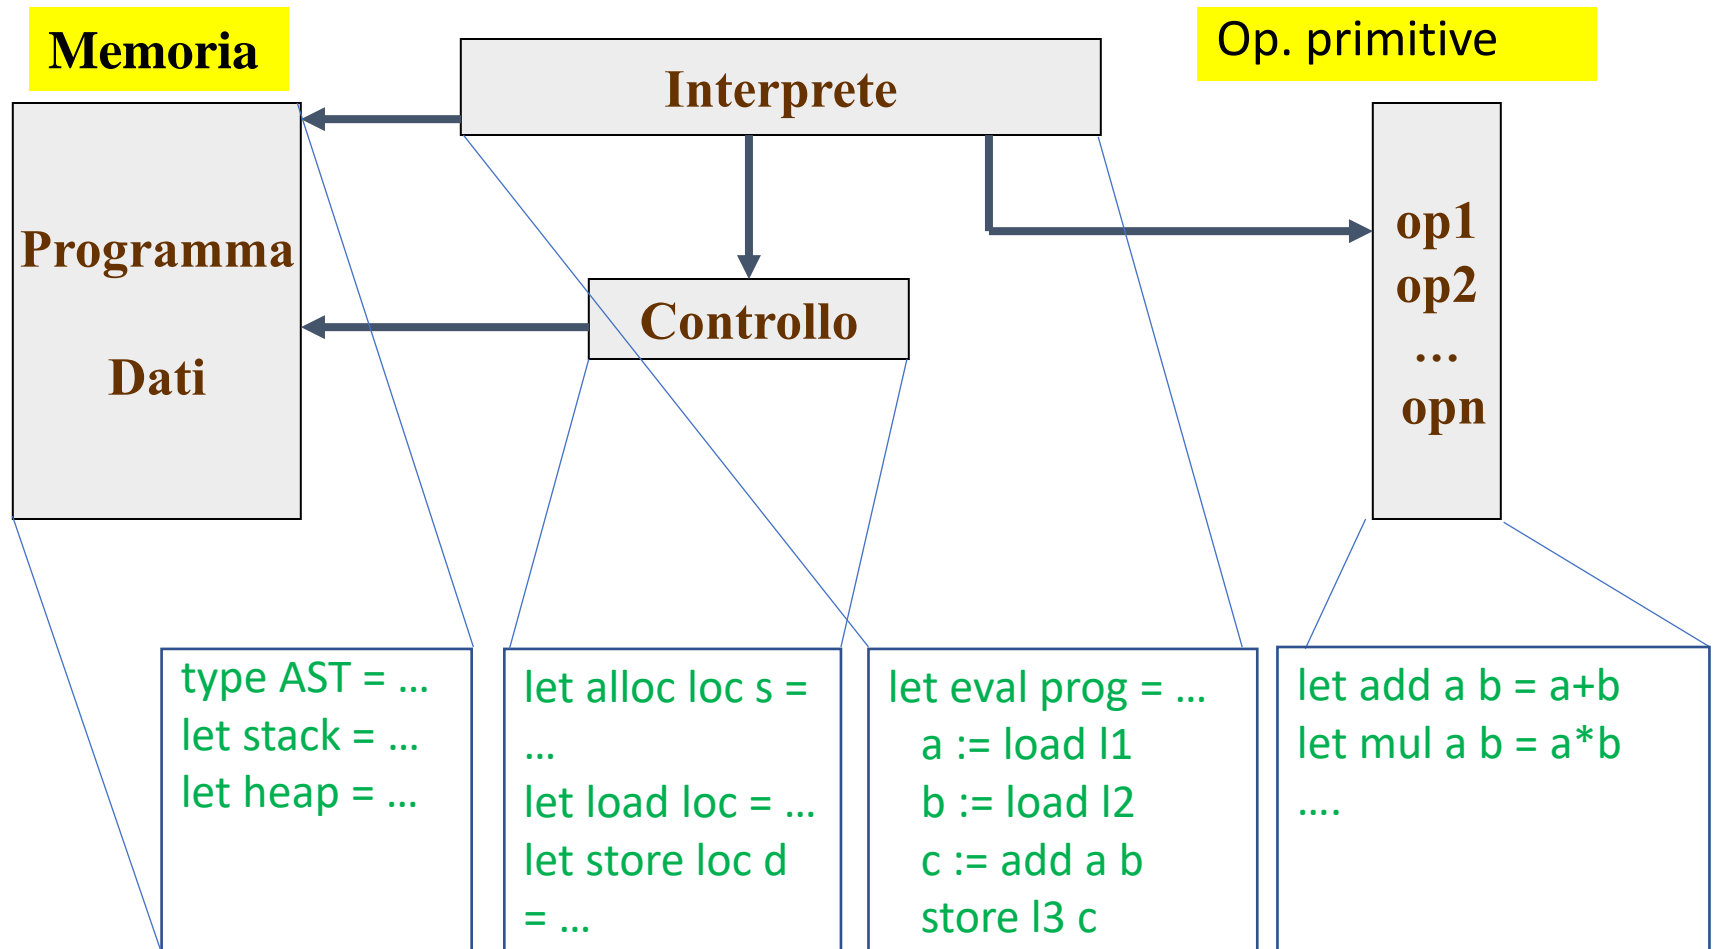 Memoria
Interprete
Op. primitive
Programma
Dati
Controllo
op1
op2
...
opn
type AST = ...
let stack = ...
let heap = ...
let alloc loc s =
...
let load loc = ...
let store loc d
= ...
let eval prog = ...
a := load l1
b := load l2
c := add a b
store l3 c
let add a b = a+b
let mul a b = a*b
....